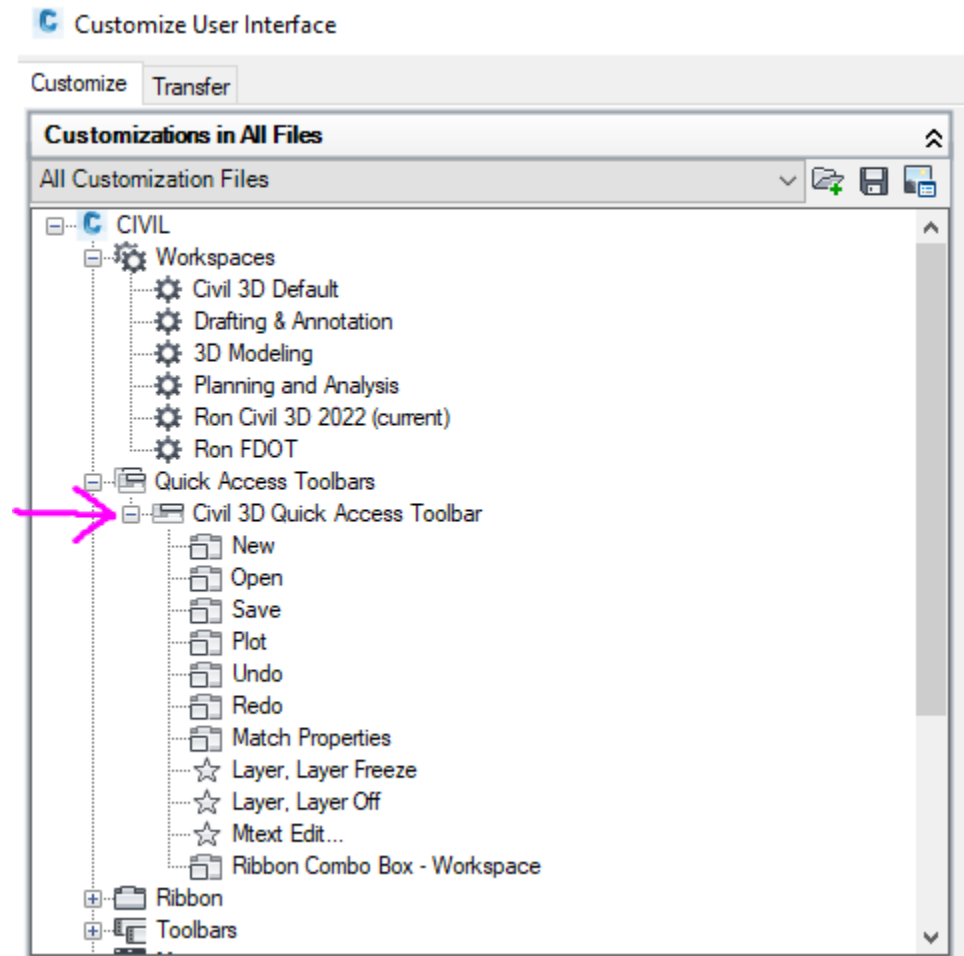 Customize User Interface
Customize Transfer
Customizations in All Files
All Customization Files
CIVIL
Workspaces
Civil 3D Default
Drafting & Annotation
3D Modeling
Planning and Analysis
Ron Civil 3D 2022 (current)
Ron FDOT
Quick Access Toolbars
Civil 3D Quick Access Toolbar
New
Open
Save
Plot
Undo
Redo
Match Properties
Layer, Layer Freeze
Layer, Layer Off
Mtext Edit...
Ribbon Combo Box - Workspace
Ribbon
Toolbars